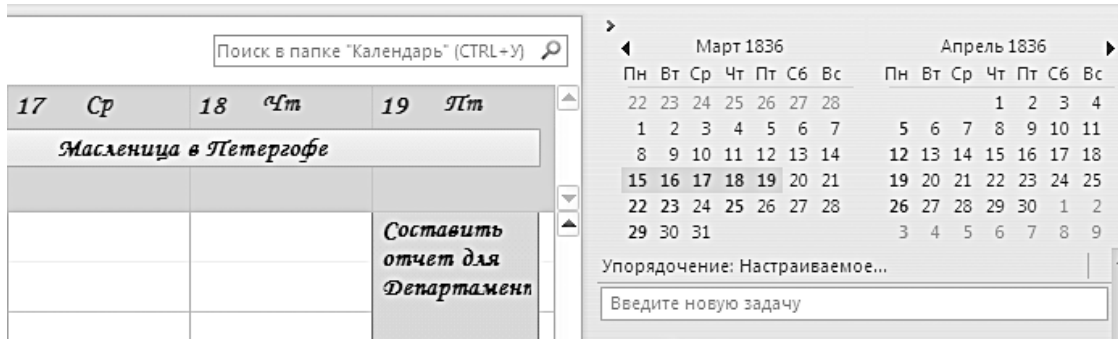 Поиск в папке "Календарь" (CTRL+У)
17 Ср 18 Чт 19 Пт
Масленица в Петергофе
Составить
отчет для
Департамент
Март 1836
Пн Вт Ср Чт Пт Сб Вс
22 23 24 25 26 27 28
1 2 3 4 5 6 7
8 9 10 11 12 13 14
15 16 17 18 19 20 21
22 23 24 25 26 27 28
29 30 31
Апрель 1836
Пн Вт Ср Чт Пт Сб Вс
1 2 3 4
5 6 7 8 9 10 11
12 13 14 15 16 17 18
19 20 21 22 23 24 25
26 27 28 29 30 1 2
3 4 5 6 7 8 9
Упорядочение: Настраиваемое...
Введите новую задачу